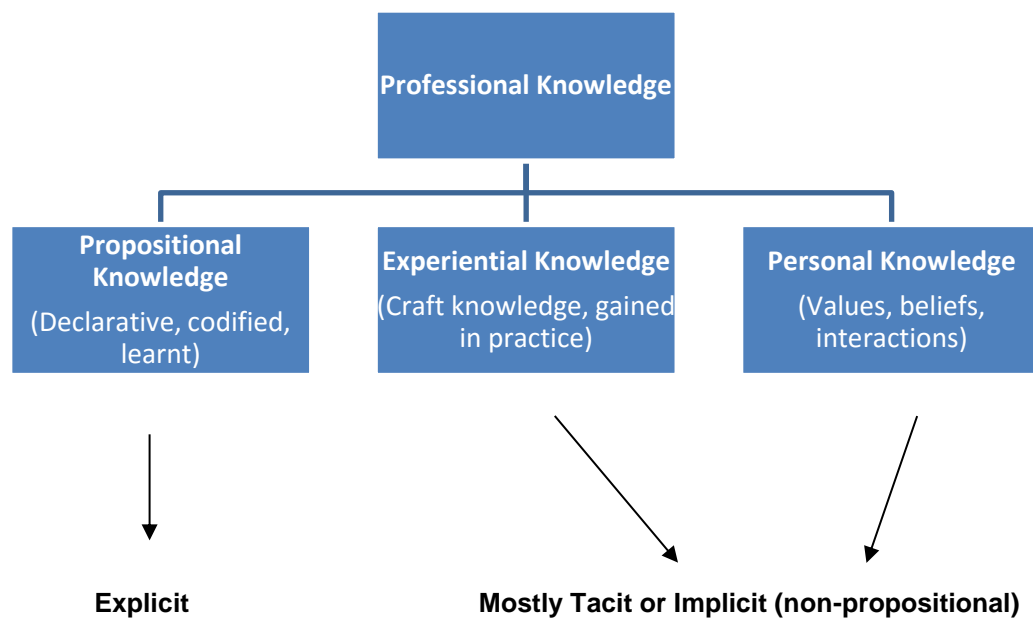 Professional Knowledge
Propositional
Knowledge
(Declarative, codified,
learnt)
Experiential Knowledge
(Craft knowledge, gained
in practice)
Personal Knowledge
(Values, beliefs,
interactions)
Explicit
Mostly Tacit or Implicit (non-propositional)